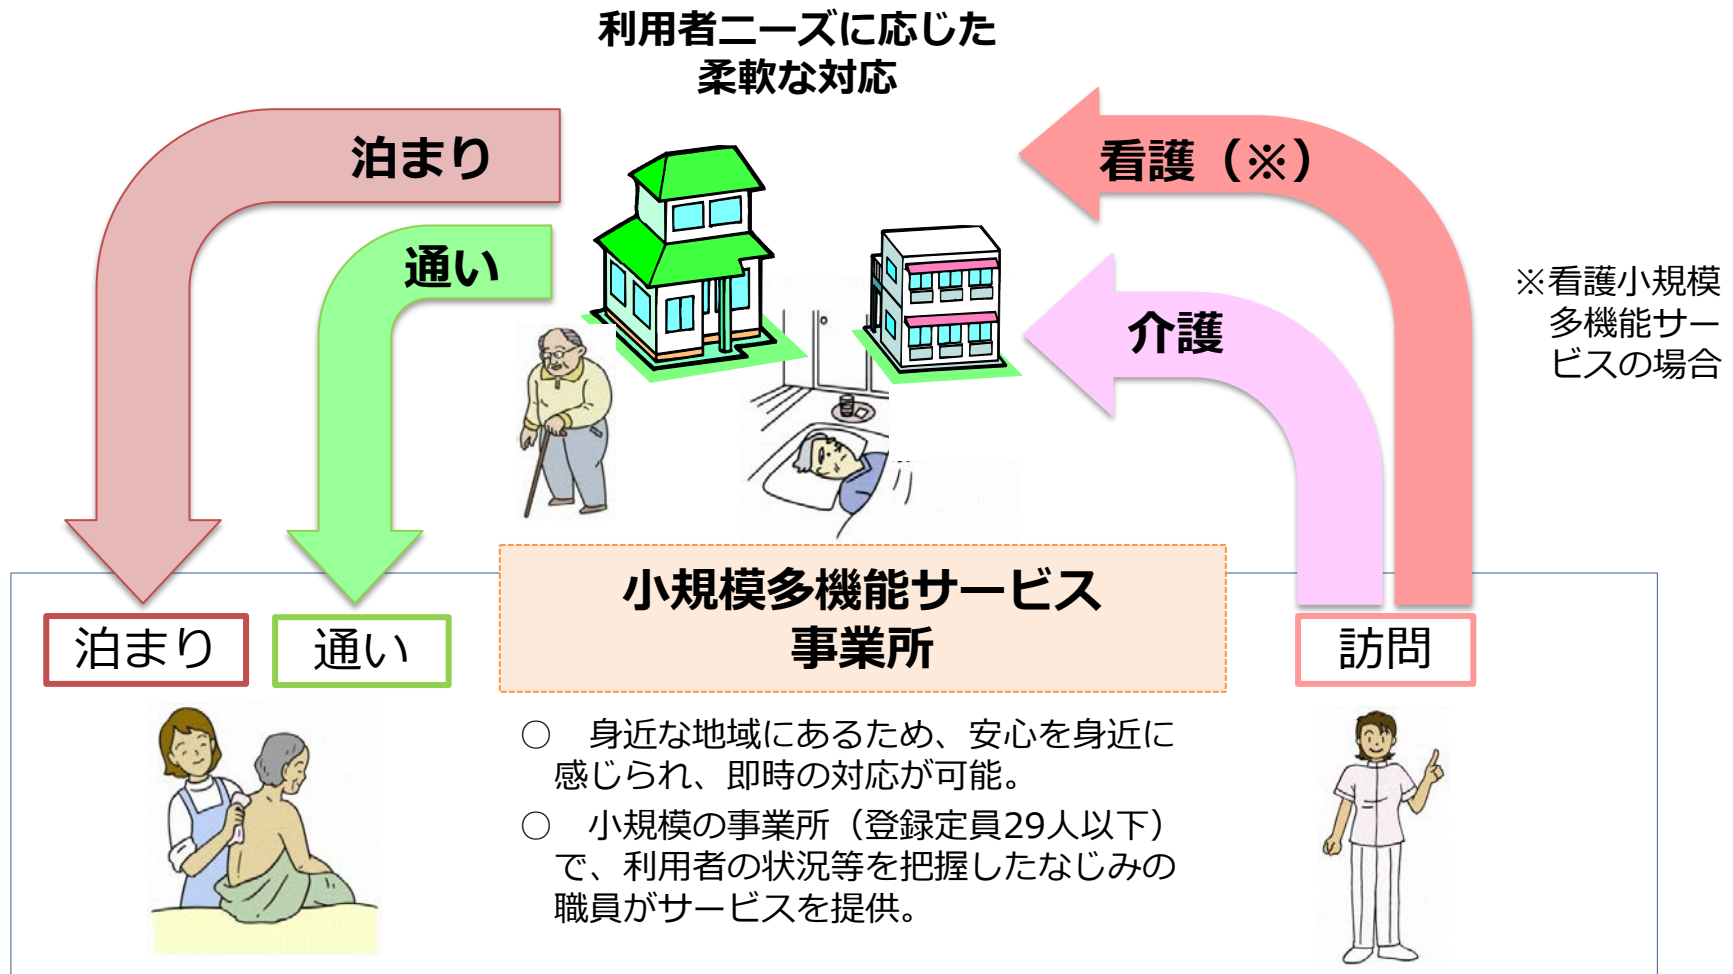 利用者ニーズに応じた
柔軟な対応
泊まり
看護（※）
通い
※看護小規模
多機能サー
ビスの場合
介護
小規模多機能サービス
事業所
泊まり
通い
訪問
○　身近な地域にあるため、安心を身近に
感じられ、即時の対応が可能。
○　小規模の事業所（登録定員29人以下）
で、利用者の状況等を把握したなじみの
職員がサービスを提供。